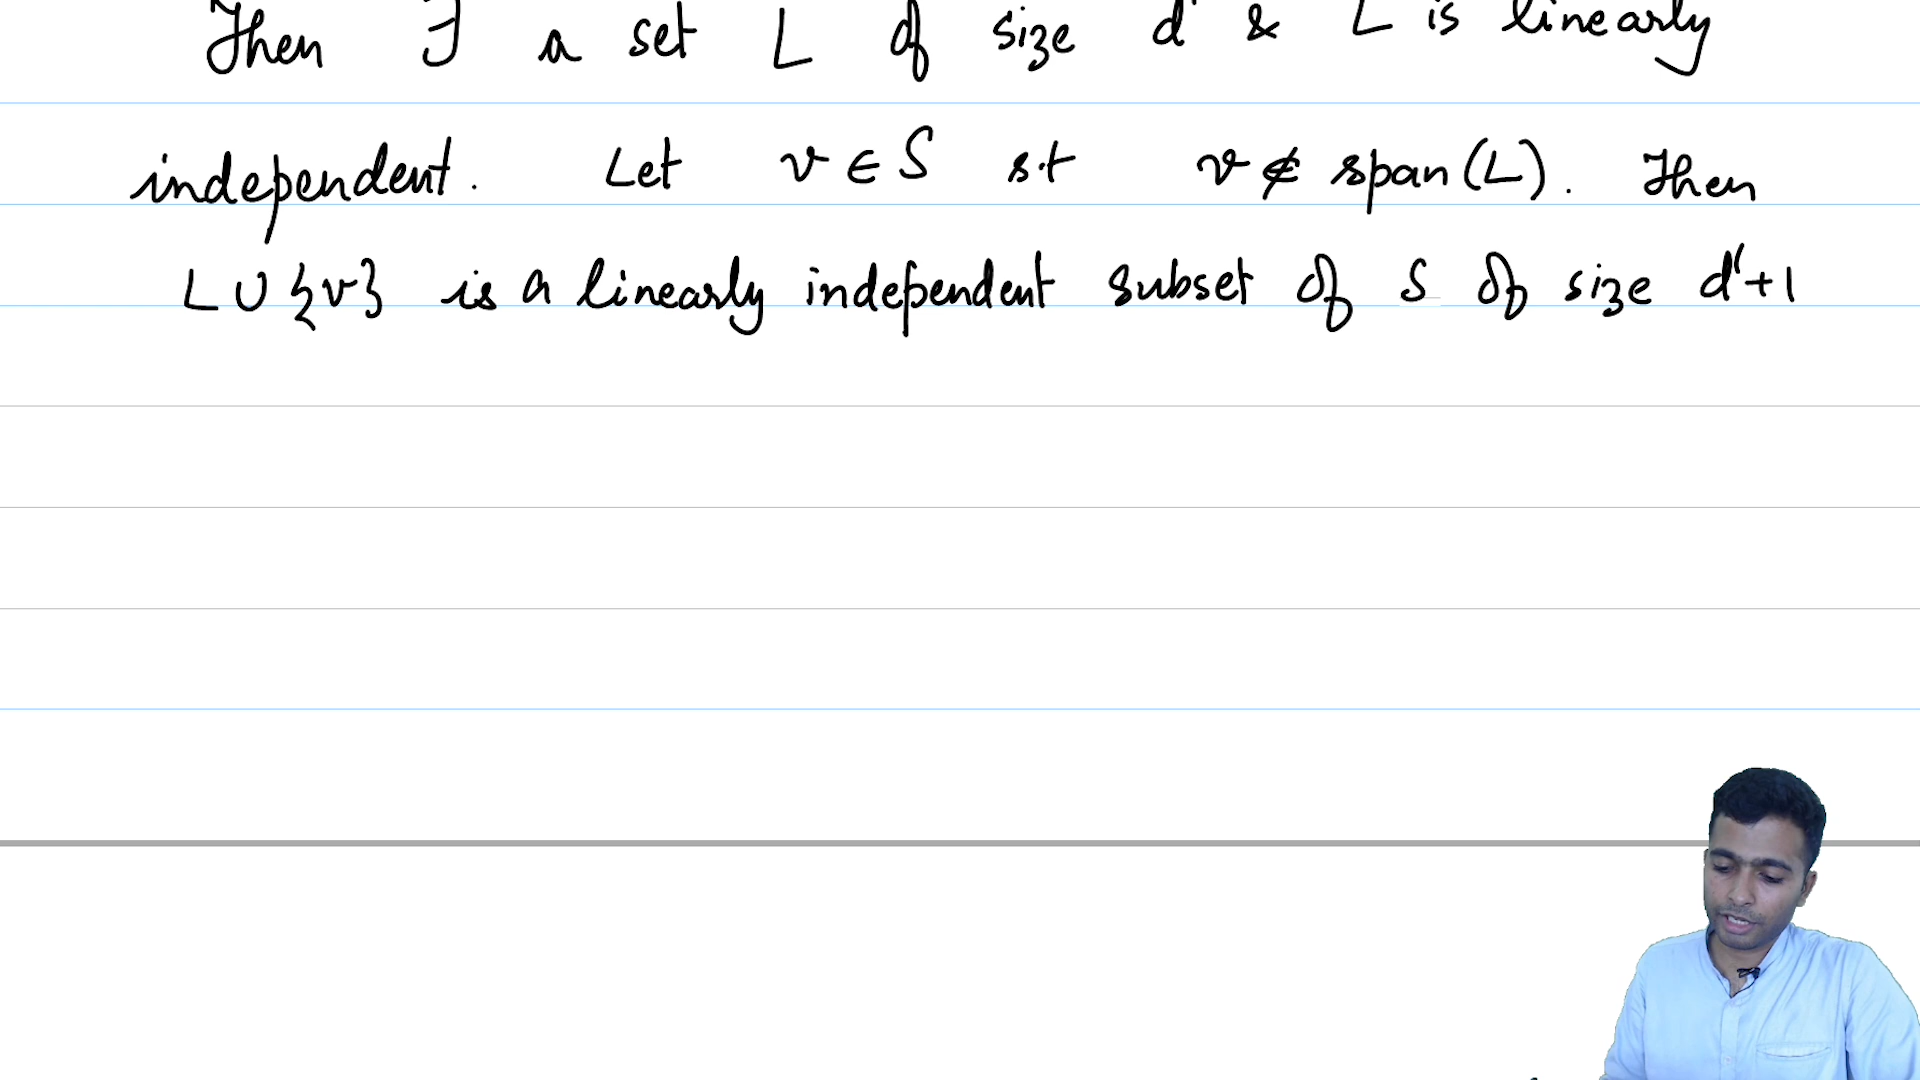 Then ∃ a set L of size d' & L is linearly
independent. Let v ∈ S s.t v ∉ span(L). Then
L ∪ {v} is a linearly independent subset of S of size d'+1